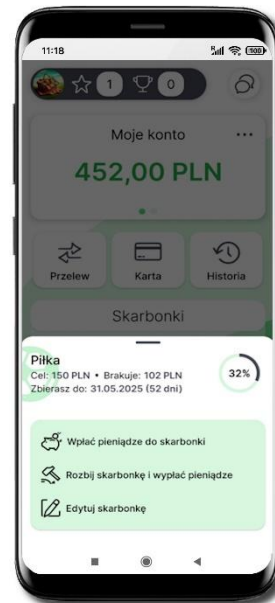 11:18
100
1
0
Moje konto
452,00 PLN
Przelew
Karta
Historia
Skarbonki
Piłka
Cel: 150 PLN • Brakuje: 102 PLN
Zbierasz do: 31.05.2025 (52 dni)
32%
Wpłać pieniądze do skarbonki
Rozbij skarbonkę i wypłać pieniądze
Edytuj skarbonkę